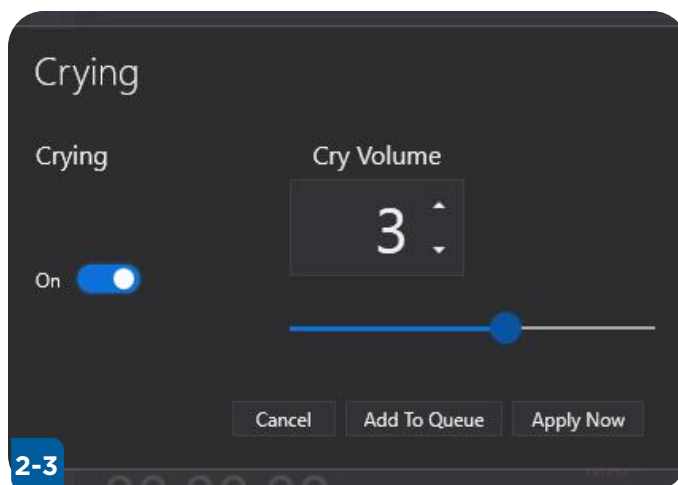 Crying
Crying
Cry Volume
3
On
Cancel
Add To Queue
Apply Now
2-3